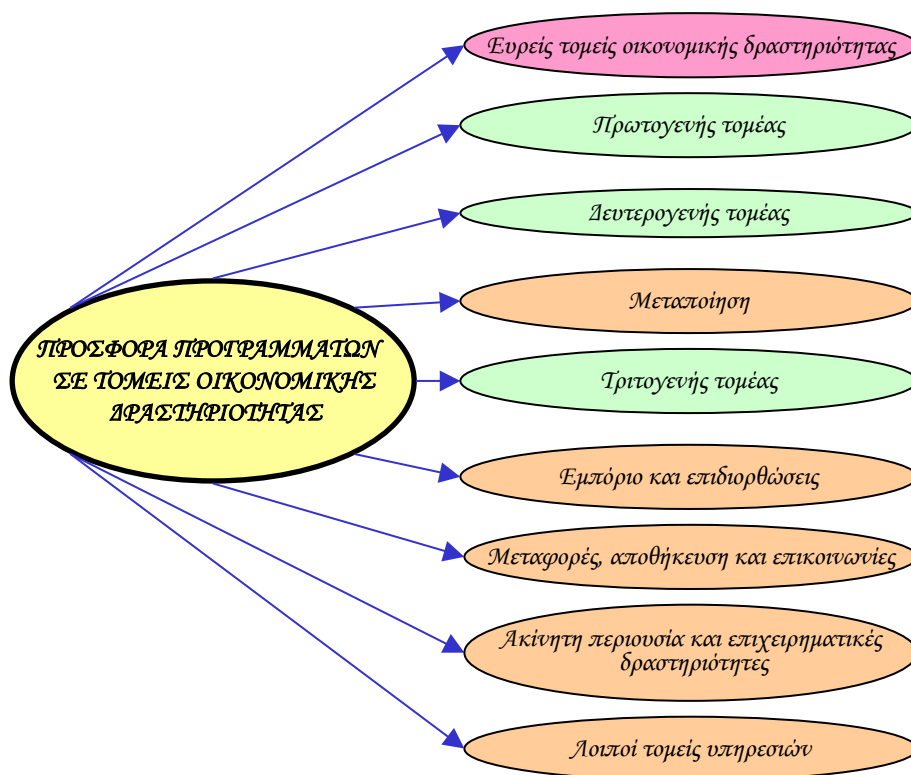 Ευρείς τομείς οικονομικής δραστηριότητας
Πρωτογενής τομέας
Δευτερογενής τομέας
Μεταποίηση
ΠΡΟΣΦΟΡΑ ΠΡΟΓΡΑΜΜΑΤΩΝ
ΣΕ ΤΟΜΕΙΣ ΟΙΚΟΝΟΜΙΚΗΣ
ΔΡΑΣΤΗΡΙΟΤΗΤΑΣ
Τριτογενής τομέας
Εμπόριο και επιδιορθώσεις
Μεταφορές, αποθήκευση και επικοινωνίες
Ακίνητη περιουσία και επιχειρηματικές
δραστηριότητες
Λοιποί τομείς υπηρεσιών